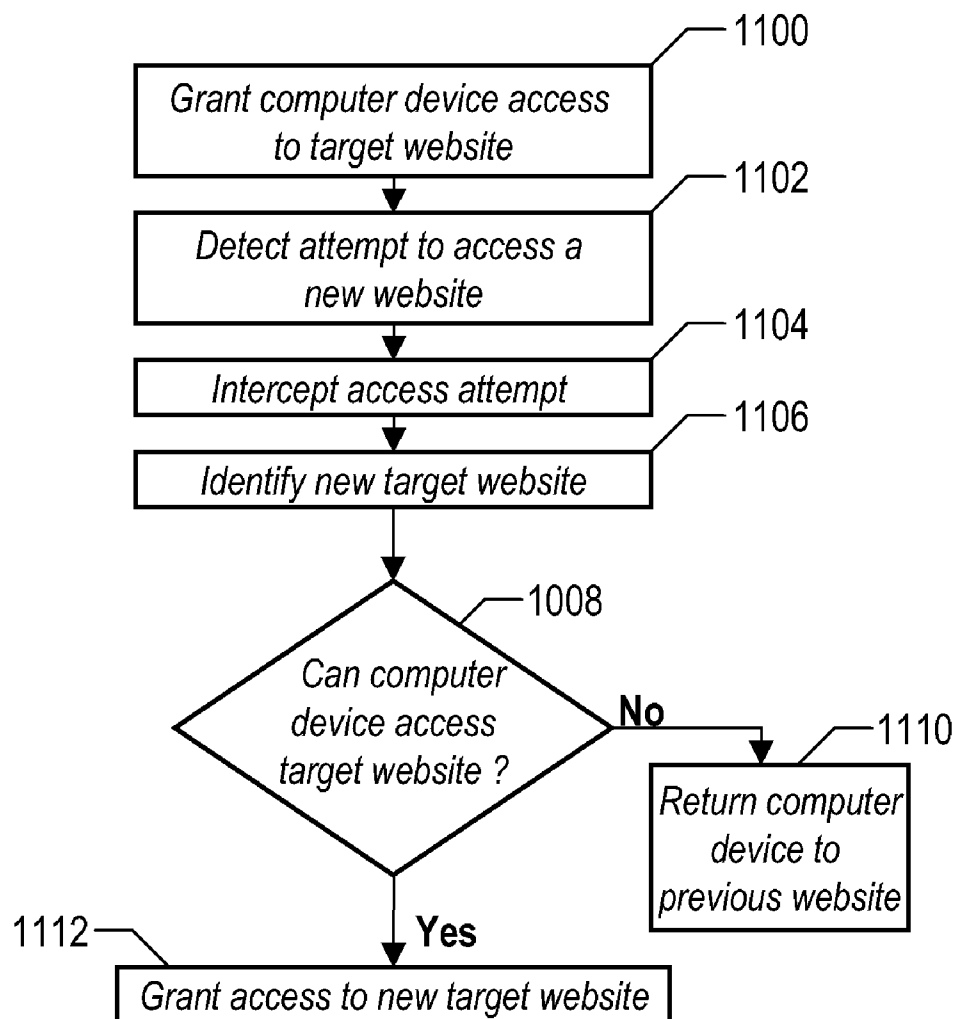 1100
Grant computer device access
to target website
1102
Detect attempt to access a
new website
1104
Intercept access attempt
1106
Identify new target website
1008
Can computer
device access
target website ?
No
1110
Return computer
device to
previous website
Yes
1112
Grant access to new target website